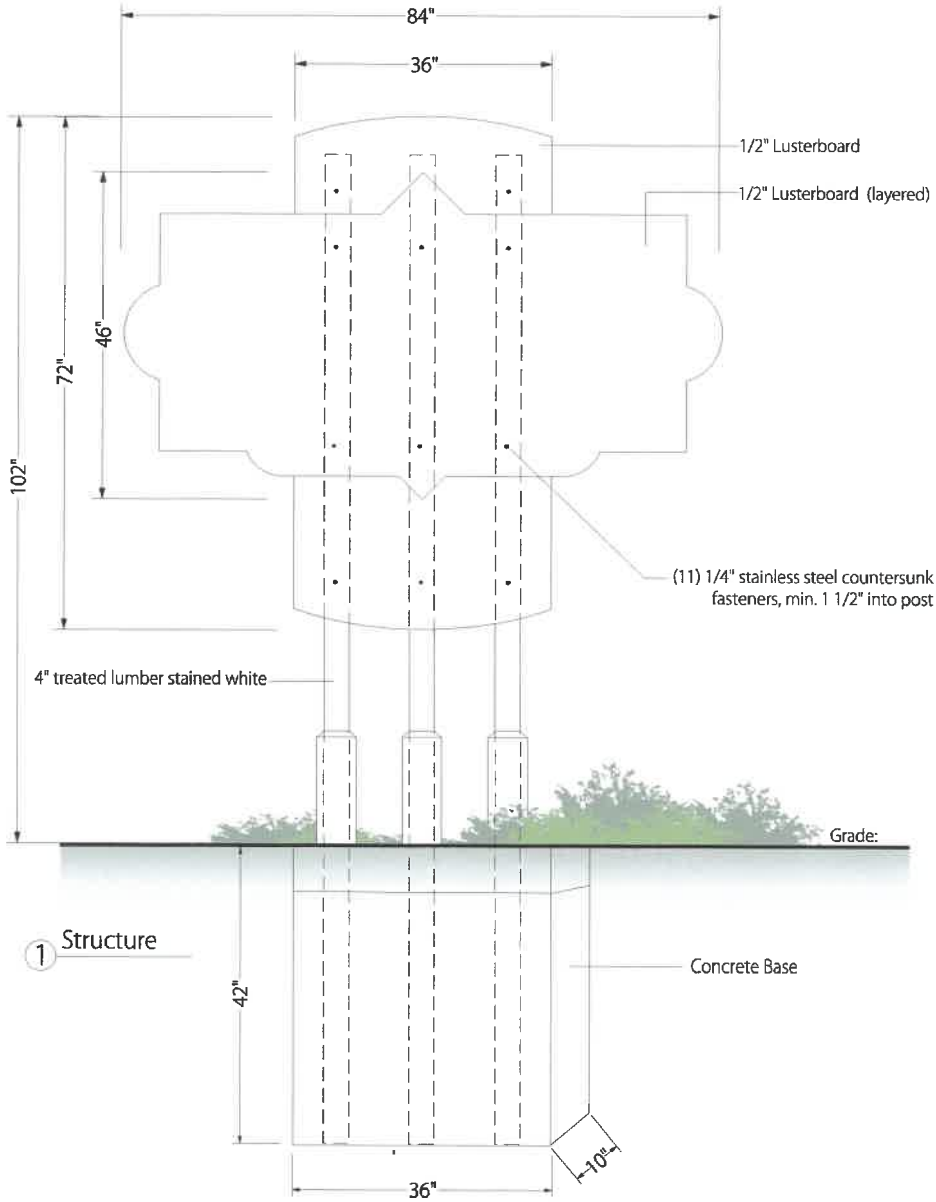 84"
36"
1/2" Lusterboard
1/2" Lusterboard (layered)
46"
72"
102"
(11) 1/4" stainless steel countersunk
fasteners, min. 1 1/2" into post
4" treated lumber stained white
Grade:
1 Structure
Concrete Base
42"
10"
36"